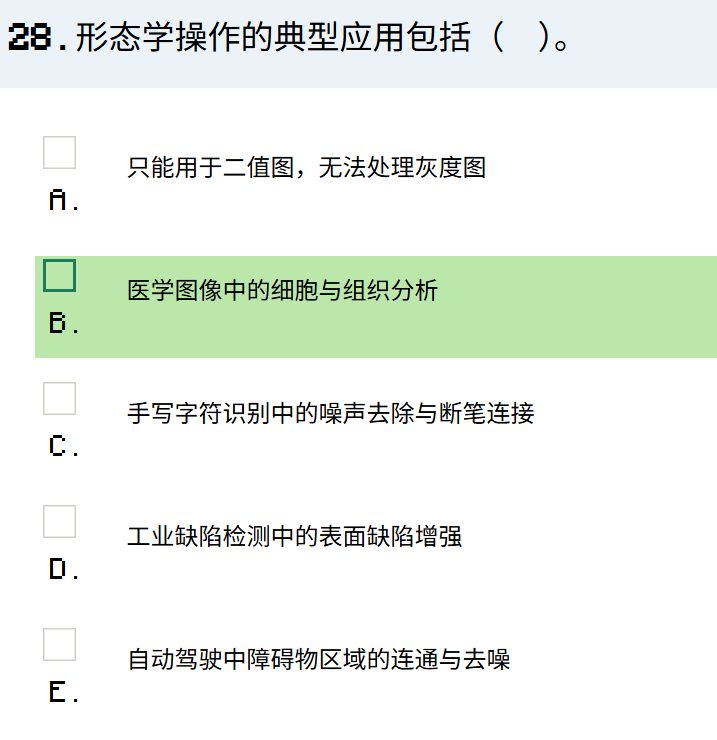 28.形态学操作的典型应用包括（ ）。
只能用于二值图，无法处理灰度图
A.
医学图像中的细胞与组织分析
B.
手写字符识别中的噪声去除与断笔连接
C.
工业缺陷检测中的表面缺陷增强
D.
自动驾驶中障碍物区域的连通与去噪
E.